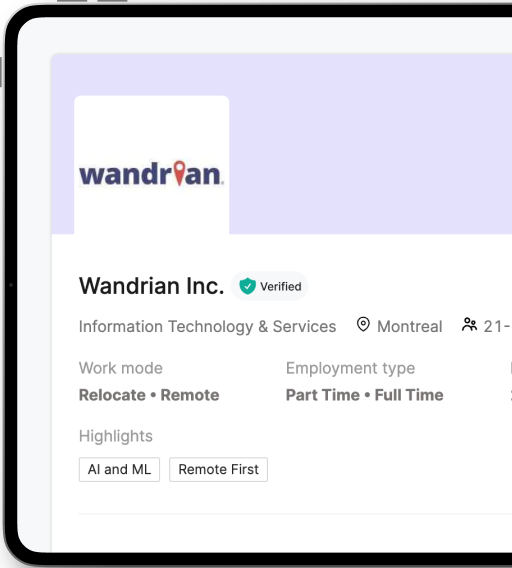 wandrian.
Wandrian Inc. Verified
Information Technology & Services Montreal 21-
Work mode Employment type
Relocate • Remote Part Time • Full Time
Highlights
AI and ML Remote First